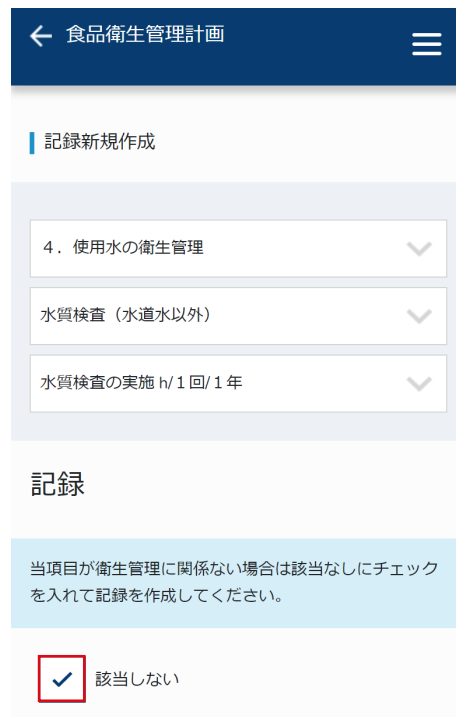 食品衛生管理計画
記録新規作成
４．使用水の衛生管理
水質検査（水道水以外）
水質検査の実施 h/１回/１年
記録
当項目が衛生管理に関係ない場合は該当なしにチェック
を入れて記録を作成してください。
該当しない